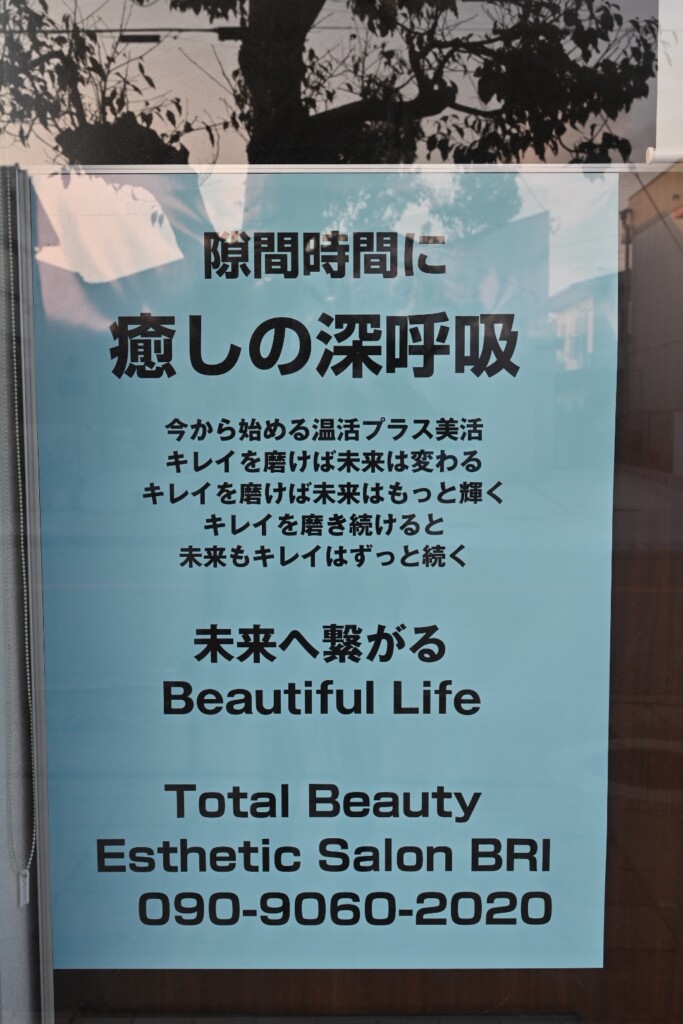 隙間時間に
癒しの深呼吸
今から始める温活プラス美活
キレイを磨けば未来は変わる
キレイを磨けば未来はもっと輝く
キレイを磨き続けると
未来もキレイはずっと続く
未来へ繋がる
Beautiful Life
Total Beauty
Esthetic Salon BRI
090-9060-2020